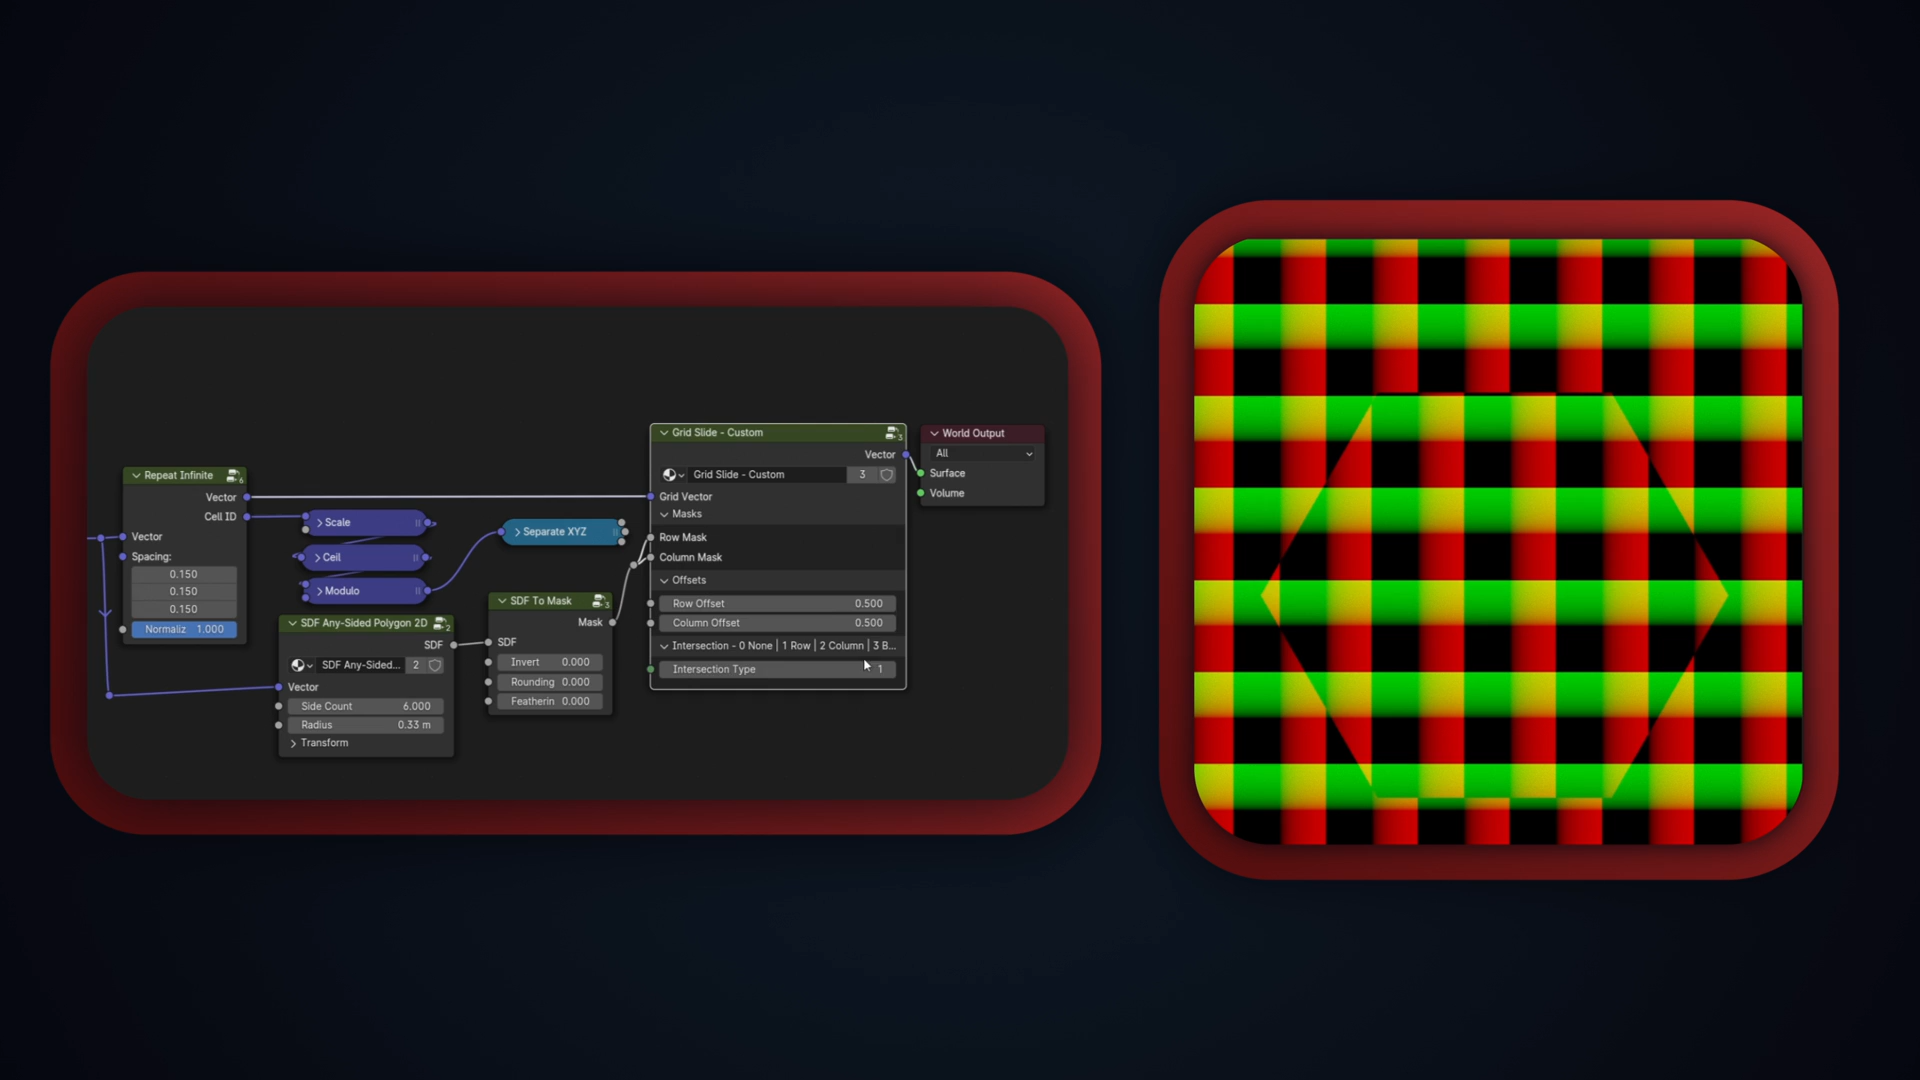 Repeat Infinite
6
Vector
Cell ID
Vector
Spacing:
0.150
0.150
0.150
Normaliz 1.000
Scale
Ceil
Modulo
Separate XYZ
SDF Any-Sided Polygon 2D
2
SDF
SDF Any-Sided... 2
Vector
Side Count 6.000
Radius 0.33 m
Transform
SDF To Mask
3
Mask
SDF
Invert 0.000
Rounding 0.000
Featherin 0.000
Grid Slide - Custom
3
Vector
Grid Slide - Custom 3
Grid Vector
Masks
Row Mask
Column Mask
Offsets
Row Offset 0.500
Column Offset 0.500
Intersection - 0 None | 1 Row | 2 Column | 3 B...
Intersection Type 1
World Output
All
Surface
Volume